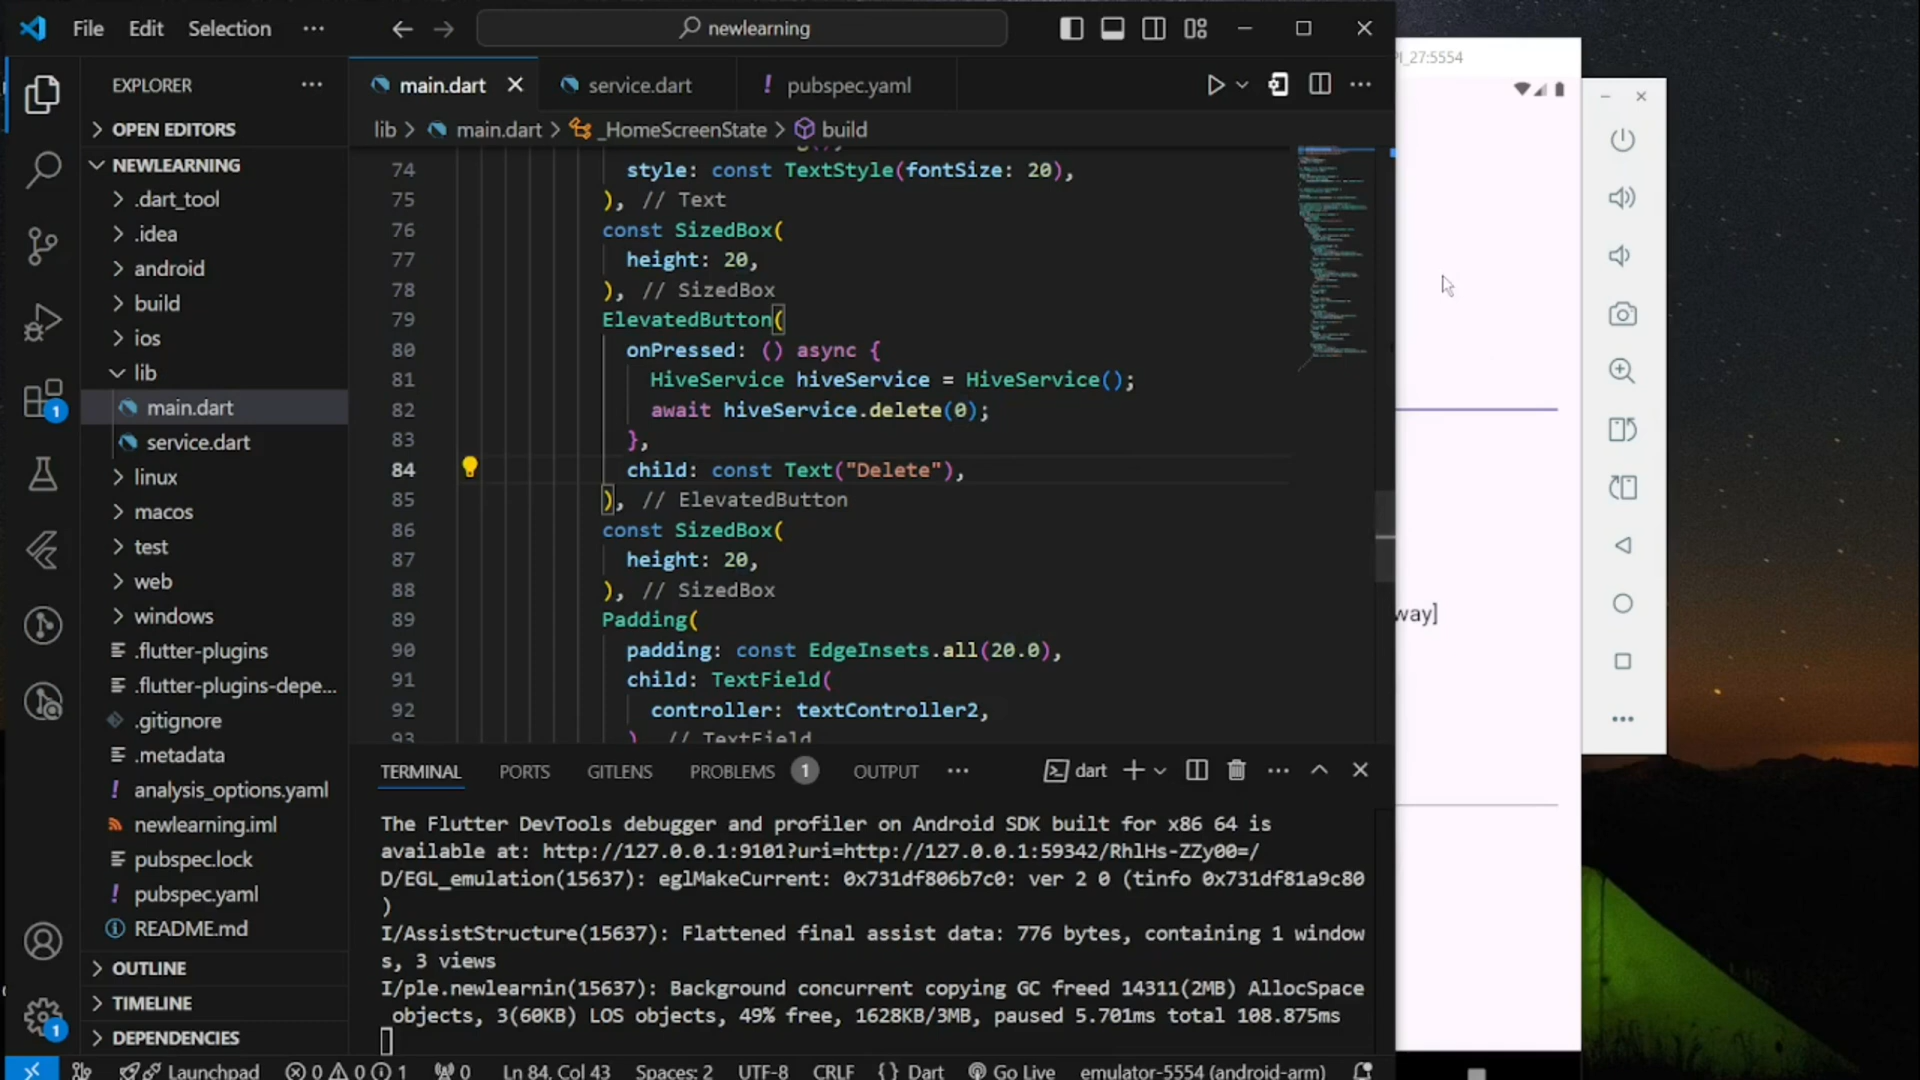 File Edit Selection ···
newlearning
EXPLORER ···
OPEN EDITORS
NEWLEARNING
.dart_tool
.idea
android
build
ios
lib
main.dart
service.dart
linux
macos
test
web
windows
.flutter-plugins
.flutter-plugins-depe...
.gitignore
.metadata
! analysis_options.yaml
newlearning.iml
pubspec.lock
! pubspec.yaml
README.md
OUTLINE
TIMELINE
DEPENDENCIES
1
1
main.dart service.dart ! pubspec.yaml
lib > main.dart > _HomeScreenState > build
74 style: const TextStyle(fontSize: 20),
75 ), // Text
76 const SizedBox(
77 height: 20,
78 ), // SizedBox
79 ElevatedButton(
80 onPressed: () async {
81 HiveService hiveService = HiveService();
82 await hiveService.delete(0);
83 },
84 child: const Text("Delete"),
85 ), // ElevatedButton
86 const SizedBox(
87 height: 20,
88 ), // SizedBox
89 Padding(
90 padding: const EdgeInsets.all(20.0),
91 child: TextField(
92 controller: textController2,
93 ) // TextField
TERMINAL PORTS GITLENS PROBLEMS 1 OUTPUT ··· dart
The Flutter DevTools debugger and profiler on Android SDK built for x86 64 is
available at: http://127.0.0.1:9101?uri=http://127.0.0.1:59342/RhlHs-ZZy00=/
D/EGL_emulation(15637): eglMakeCurrent: 0x731df806b7c0: ver 2 0 (tinfo 0x731df81a9c80
)
I/AssistStructure(15637): Flattened final assist data: 776 bytes, containing 1 window
s, 3 views
I/ple.newlearnin(15637): Background concurrent copying GC freed 14311(2MB) AllocSpace
objects, 3(60KB) LOS objects, 49% free, 1628KB/3MB, paused 5.701ms total 108.875ms
Launchpad 0 0 1 0 Ln 84, Col 43 Spaces: 2 UTF-8 CRLF {} Dart Go Live emulator-5554 (android-arm)
_27:5554
way]